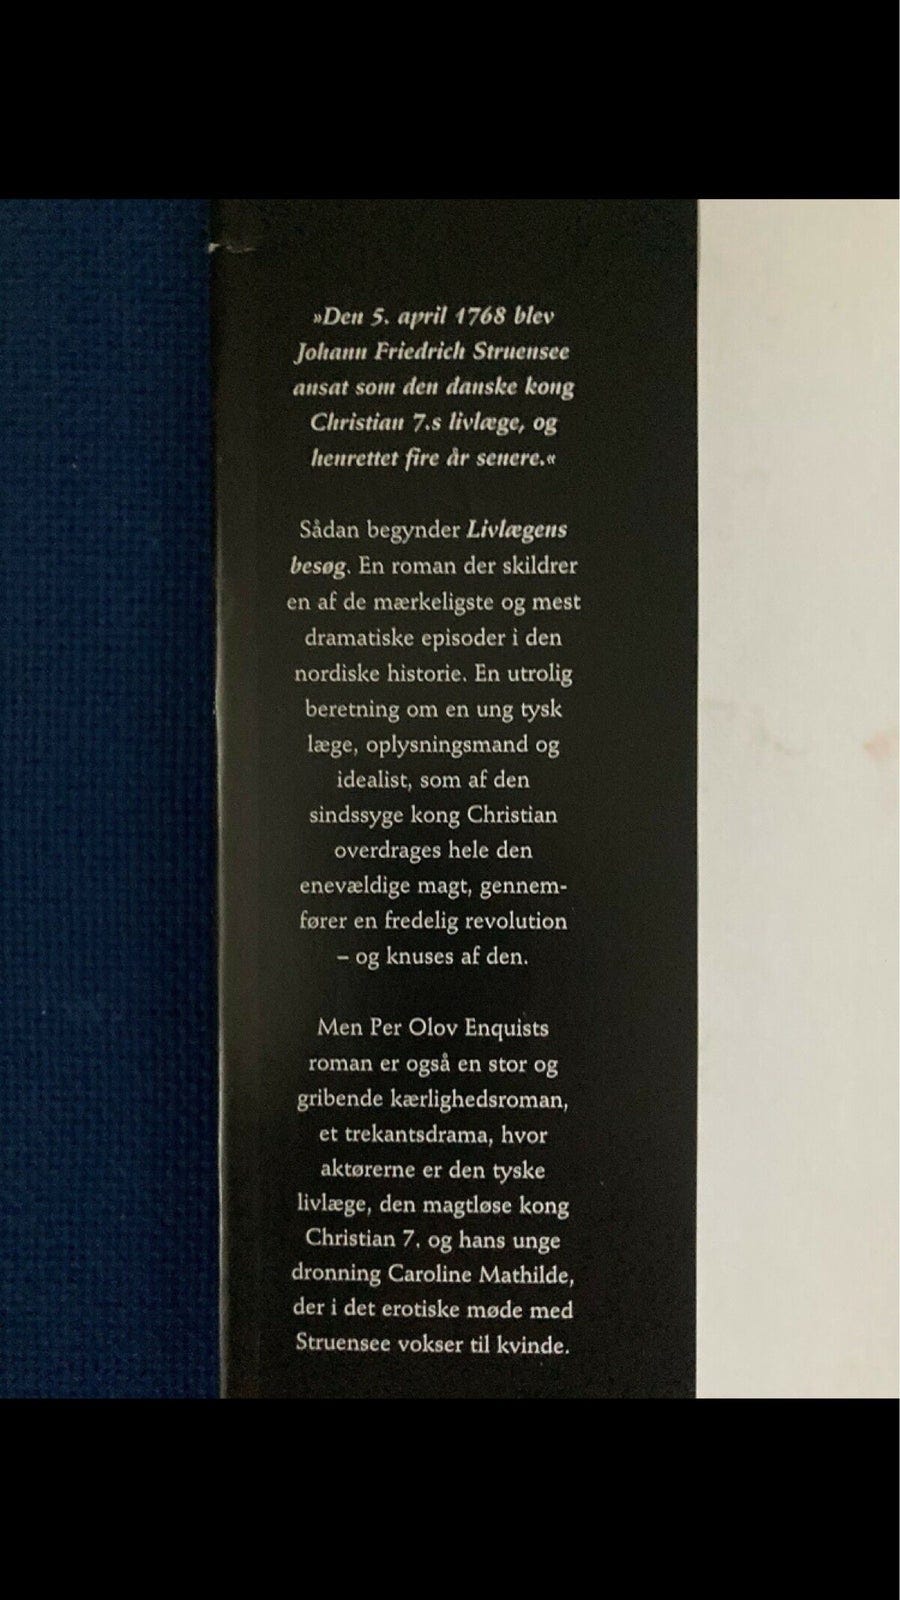 »Den 5. april 1768 blev
Johann Friedrich Struensee
ansat som den danske kong
Christian 7.s livlæge, og
henrettet fire år senere.«
Sådan begynder Livlægens
besøg. En roman der skildrer
en af de mærkeligste og mest
dramatiske episoder i den
nordiske historie. En utrolig
beretning om en ung tysk
læge, oplysningsmand og
idealist, som af den
sindssyge kong Christian
overdrages hele den
enevældige magt, gennem-
fører en fredelig revolution
– og knuses af den.
Men Per Olov Enquists
roman er også en stor og
gribende kærlighedsroman,
et trekantsdrama, hvor
aktørerne er den tyske
livlæge, den magtløse kong
Christian 7. og hans unge
dronning Caroline Mathilde,
der i det erotiske møde med
Struensee vokser til kvinde.